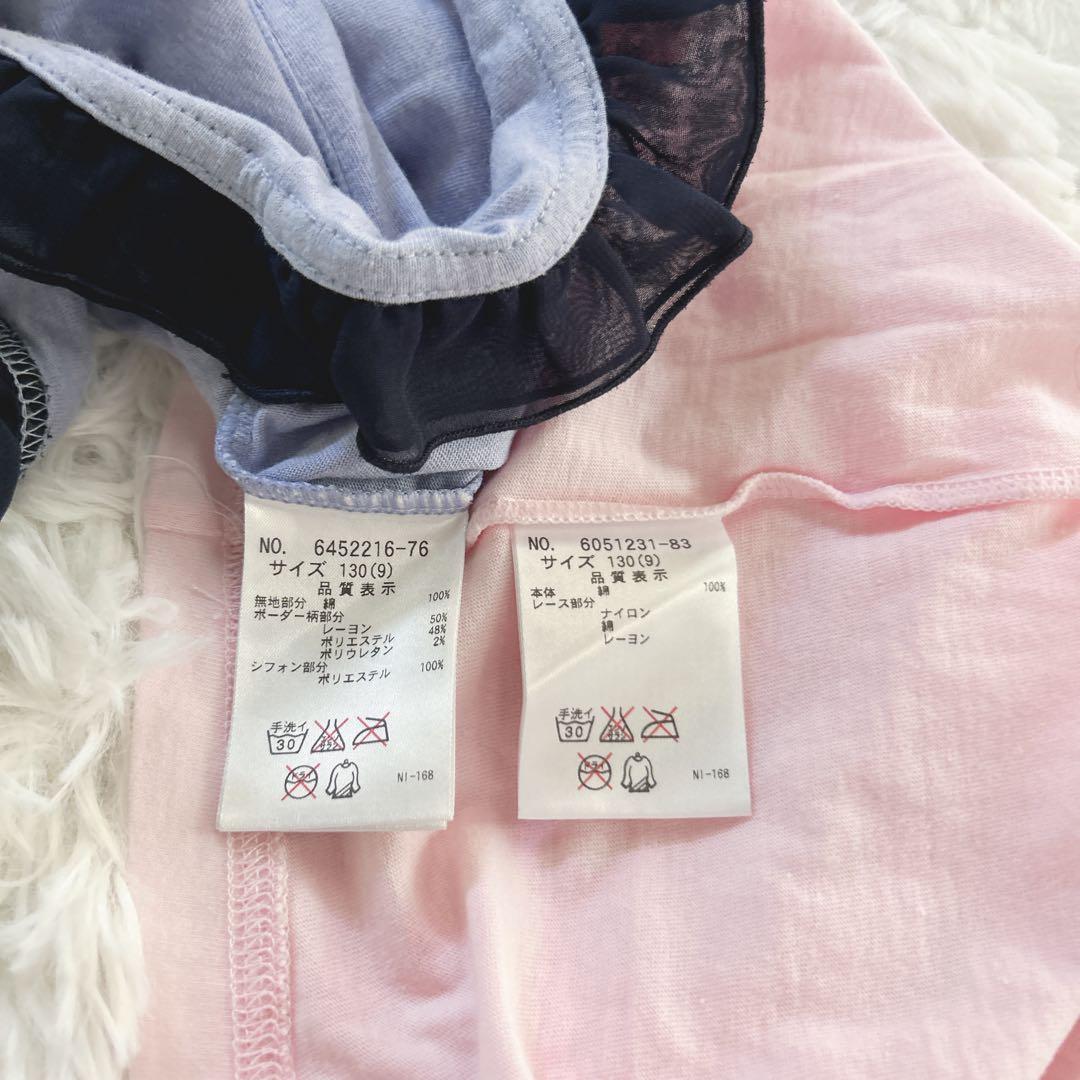 NO. 6452216-76
サイズ 130(9)
品質表示
無地部分 綿 100%
ボーダー柄部分
レーヨン 50%
ポリエステル 48%
ポリウレタン 2%
シフォン部分
ポリエステル 100%
手洗イ
30
ドライ
NI-168
NO. 6051231-83
サイズ 130(9)
品質表示
本体 綿 100%
レース部分
ナイロン
綿
レーヨン
手洗イ
30
NI-168